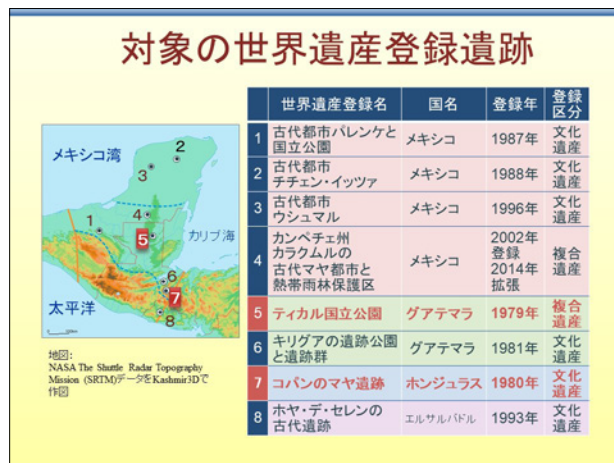 対象の世界遺産登録遺跡
世界遺産登録名 国名 登録年 登録
区分
1 古代都市パレンケと
国立公園 メキシコ 1987年 文化
遺産
2 古代都市
チチェン・イッツァ メキシコ 1988年 文化
遺産
3 古代都市
ウシュマル メキシコ 1996年 文化
遺産
4 カンペチェ州
カラクムルの
古代マヤ都市と
熱帯雨林保護区 メキシコ 2002年
登録
2014年
拡張 複合
遺産
5 ティカル国立公園 グアテマラ 1979年 複合
遺産
6 キリグアの遺跡公園
と遺跡群 グアテマラ 1981年 文化
遺産
7 コパンのマヤ遺跡 ホンジュラス 1980年 文化
遺産
8 ホヤ・デ・セレンの
古代遺跡 エルサルバドル 1993年 文化
遺産
メキシコ湾
2
3
4
1
5
カリブ海
6
7
太平洋
8
地図:
NASA The Shuttle Radar Topography
Mission (SRTM)データをKashmir3Dで
作図